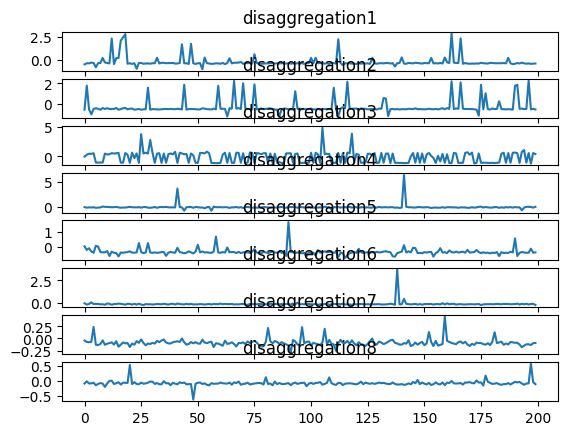 disaggregation1
2.5
0.0
disaggregation2
2
0
disaggregation3
5
0
disaggregation4
5
0
disaggregation5
1
0
disaggregation6
2.5
0.0
disaggregation7
0.25
0.00
−0.25
disaggregation8
0.5
0.0
−0.5
0 25 50 75 100 125 150 175 200